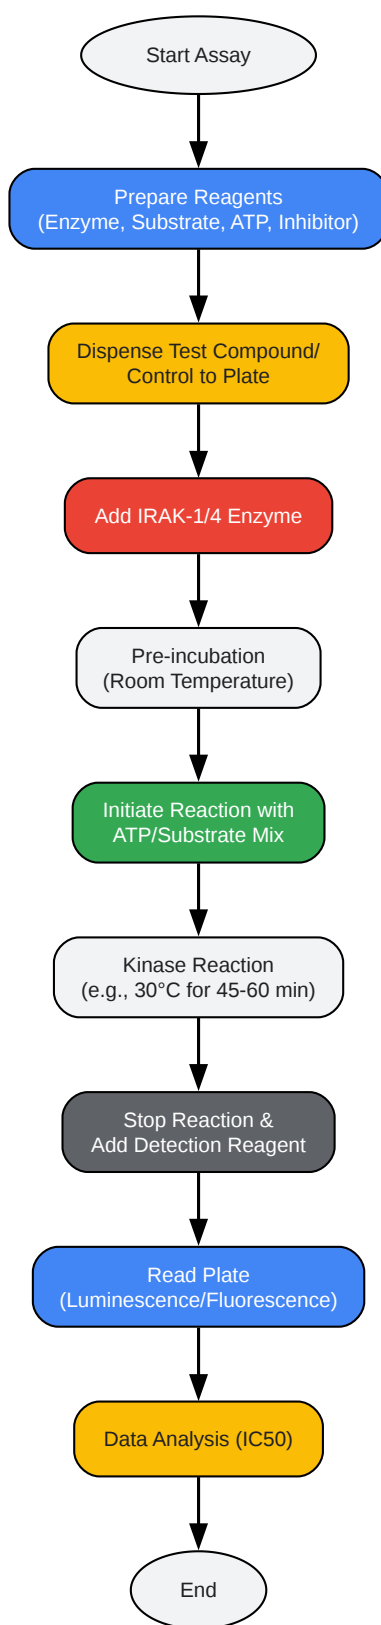 Start Assay
Prepare Reagents
(Enzyme, Substrate, ATP, Inhibitor)
Dispense Test Compound/
Control to Plate
Add IRAK-1/4 Enzyme
Pre-incubation
(Room Temperature)
Initiate Reaction with
ATP/Substrate Mix
Kinase Reaction
(e.g., 30°C for 45-60 min)
Stop Reaction &
Add Detection Reagent
Read Plate
(Luminescence/Fluorescence)
Data Analysis (IC50)
End